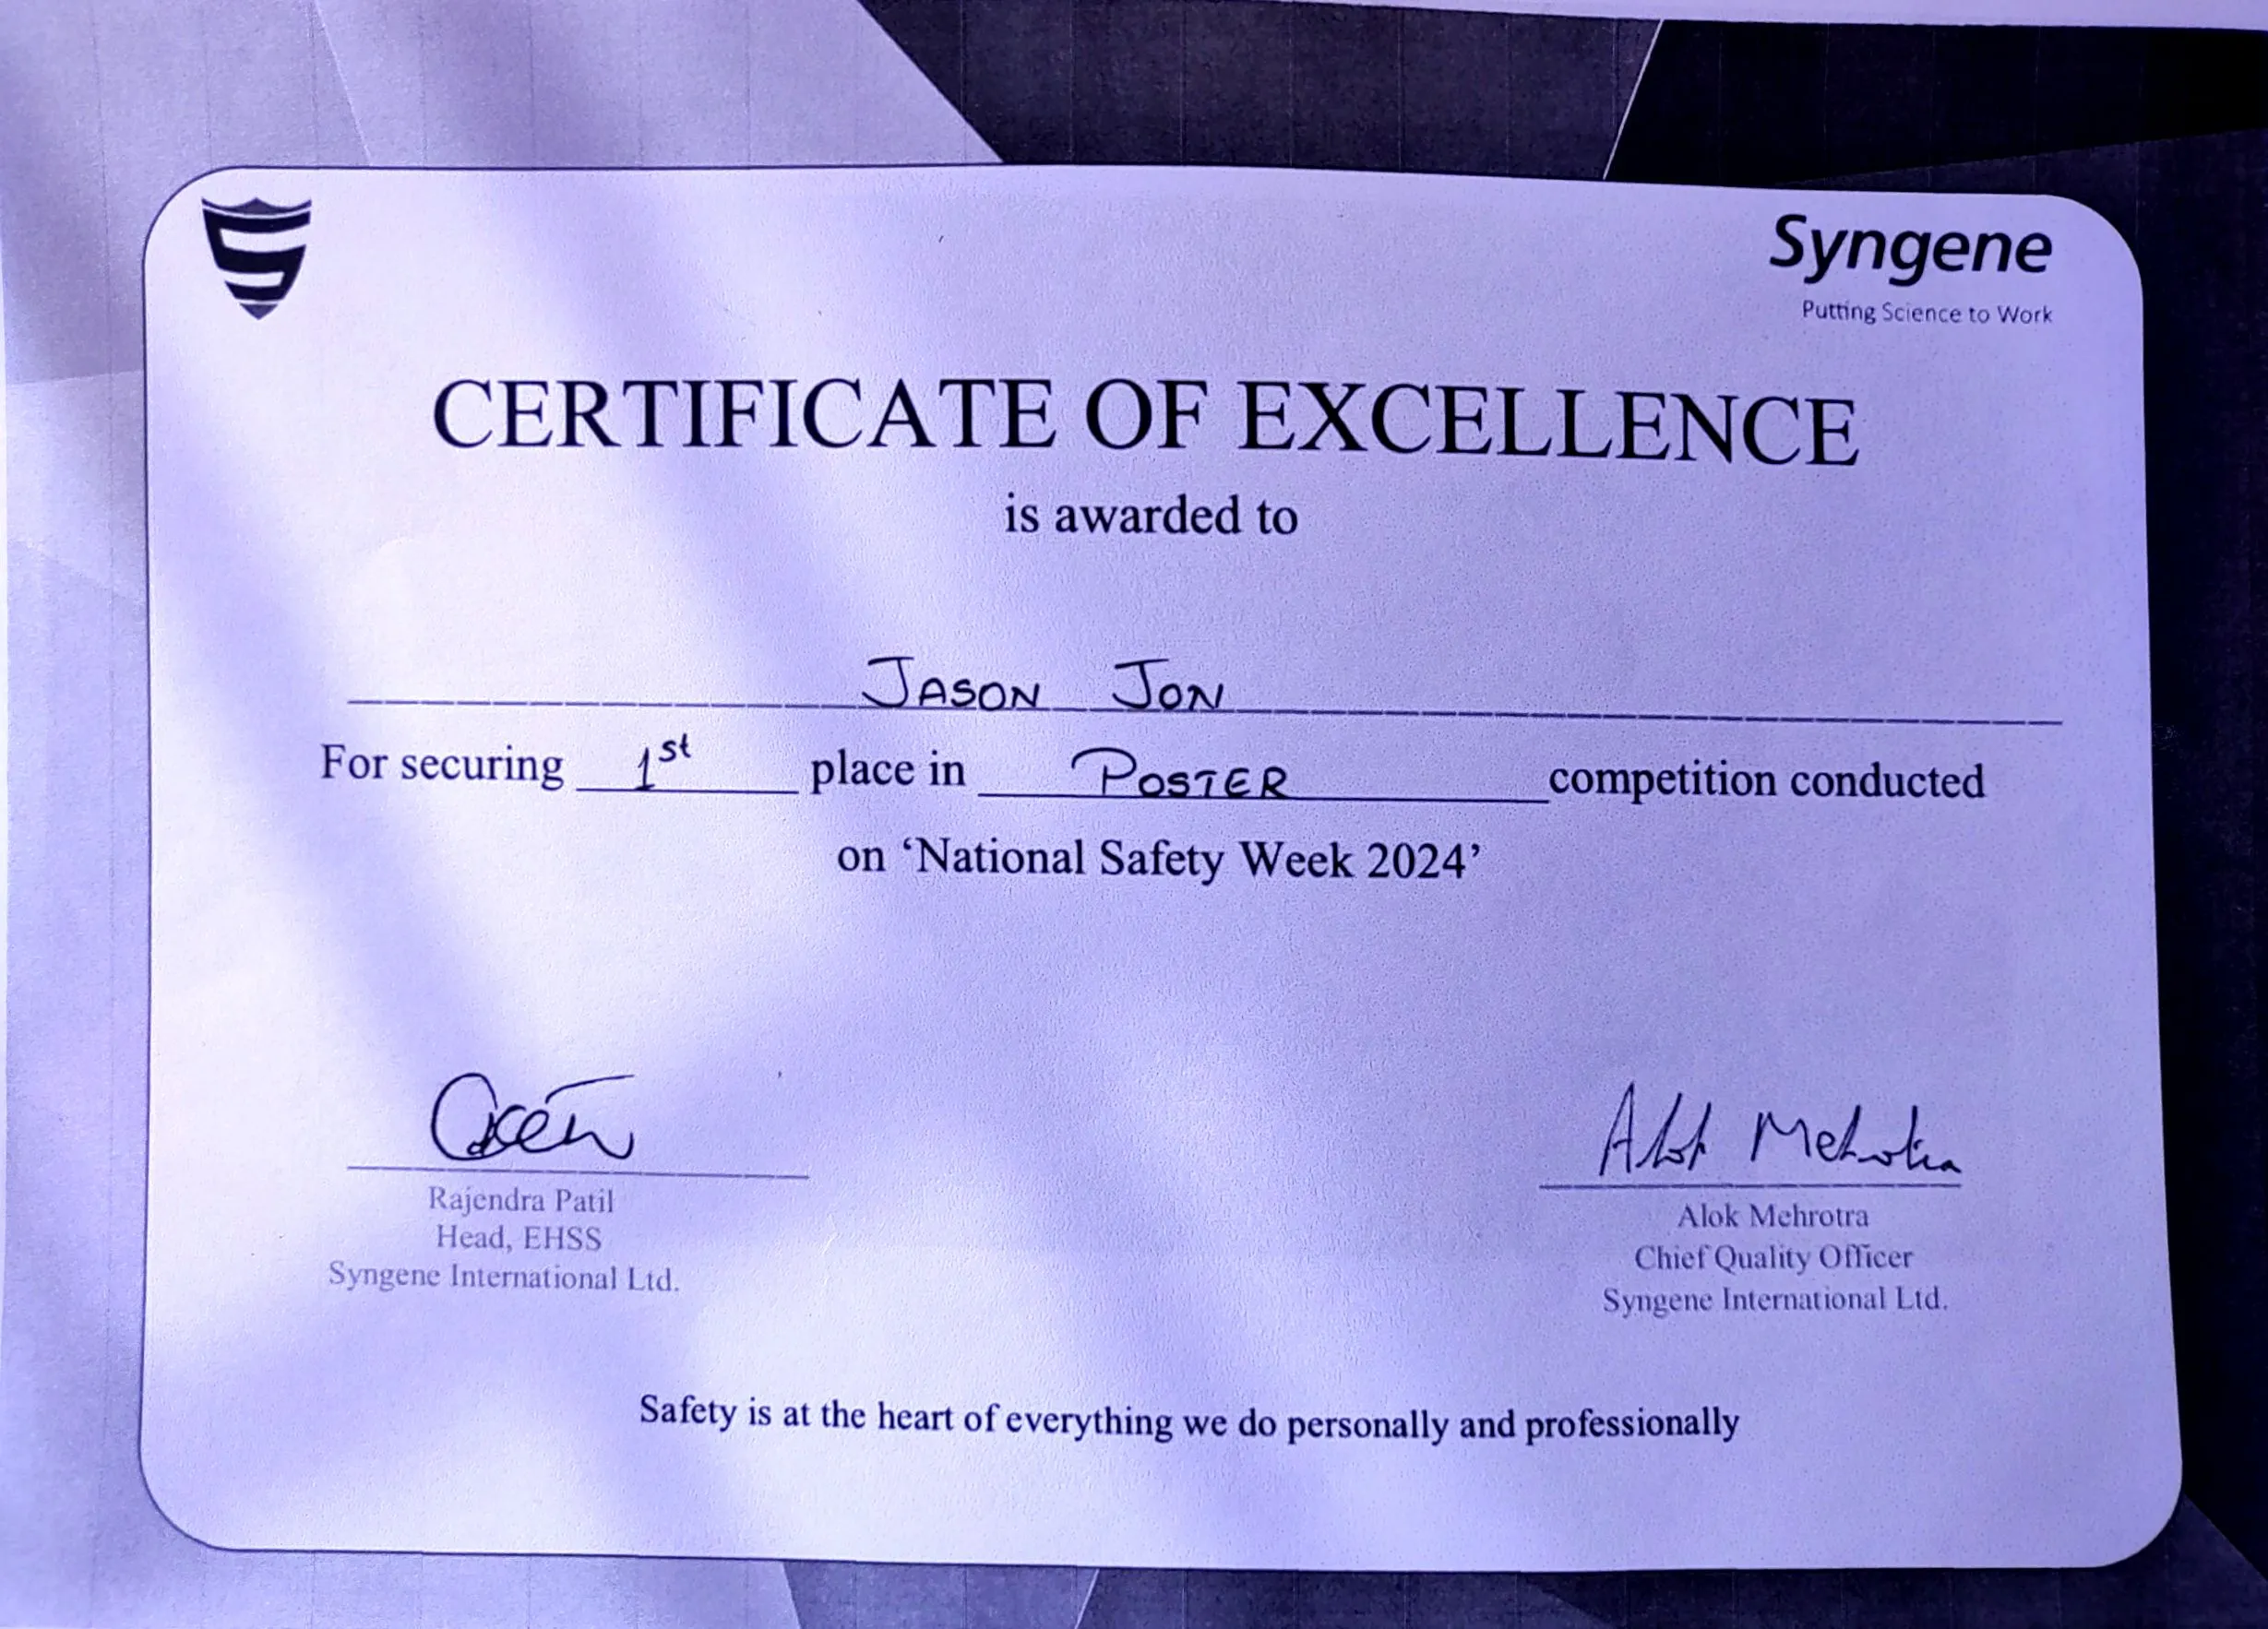 Syngene
Putting Science to Work
CERTIFICATE OF EXCELLENCE
is awarded to
JASON JON
For securing 1st place in POSTER competition conducted
on ‘National Safety Week 2024’
Alok Mehrotra
Rajendra Patil
Head, EHSS
Syngene International Ltd.
Alok Mehrotra
Chief Quality Officer
Syngene International Ltd.
Safety is at the heart of everything we do personally and professionally